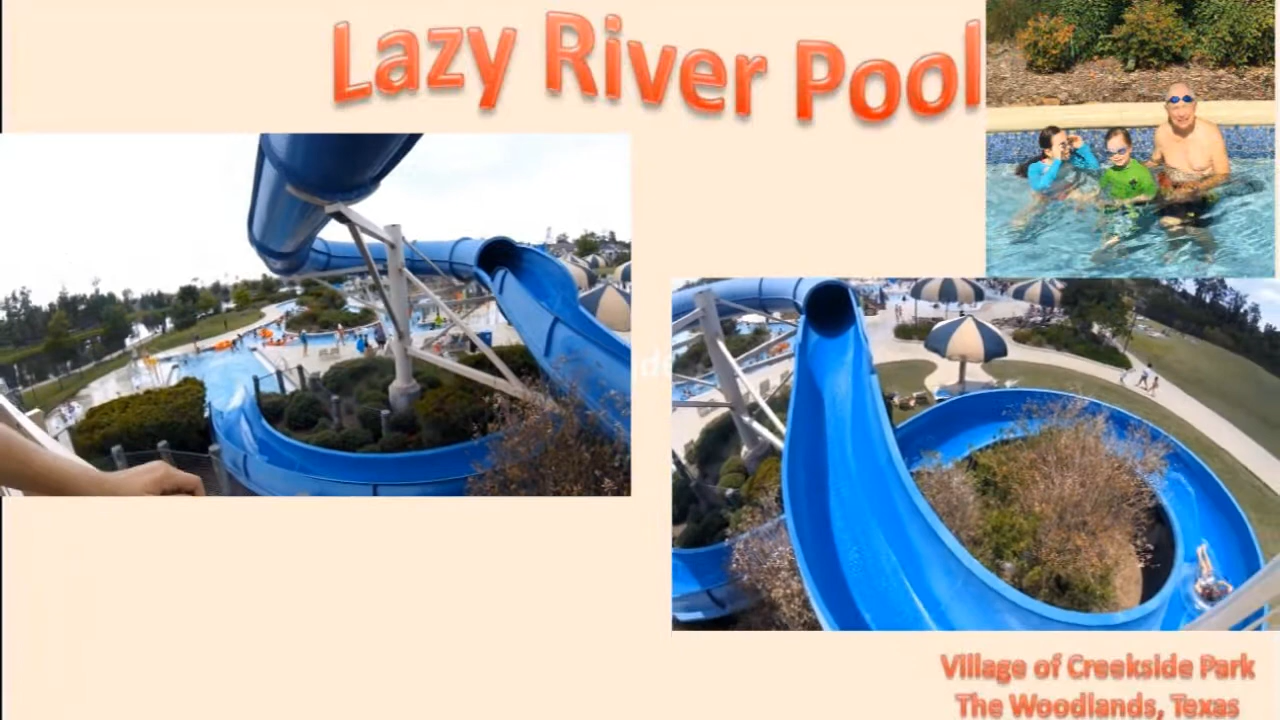 Lazy River Pool
Village of Creekside Park
The Woodlands, Texas